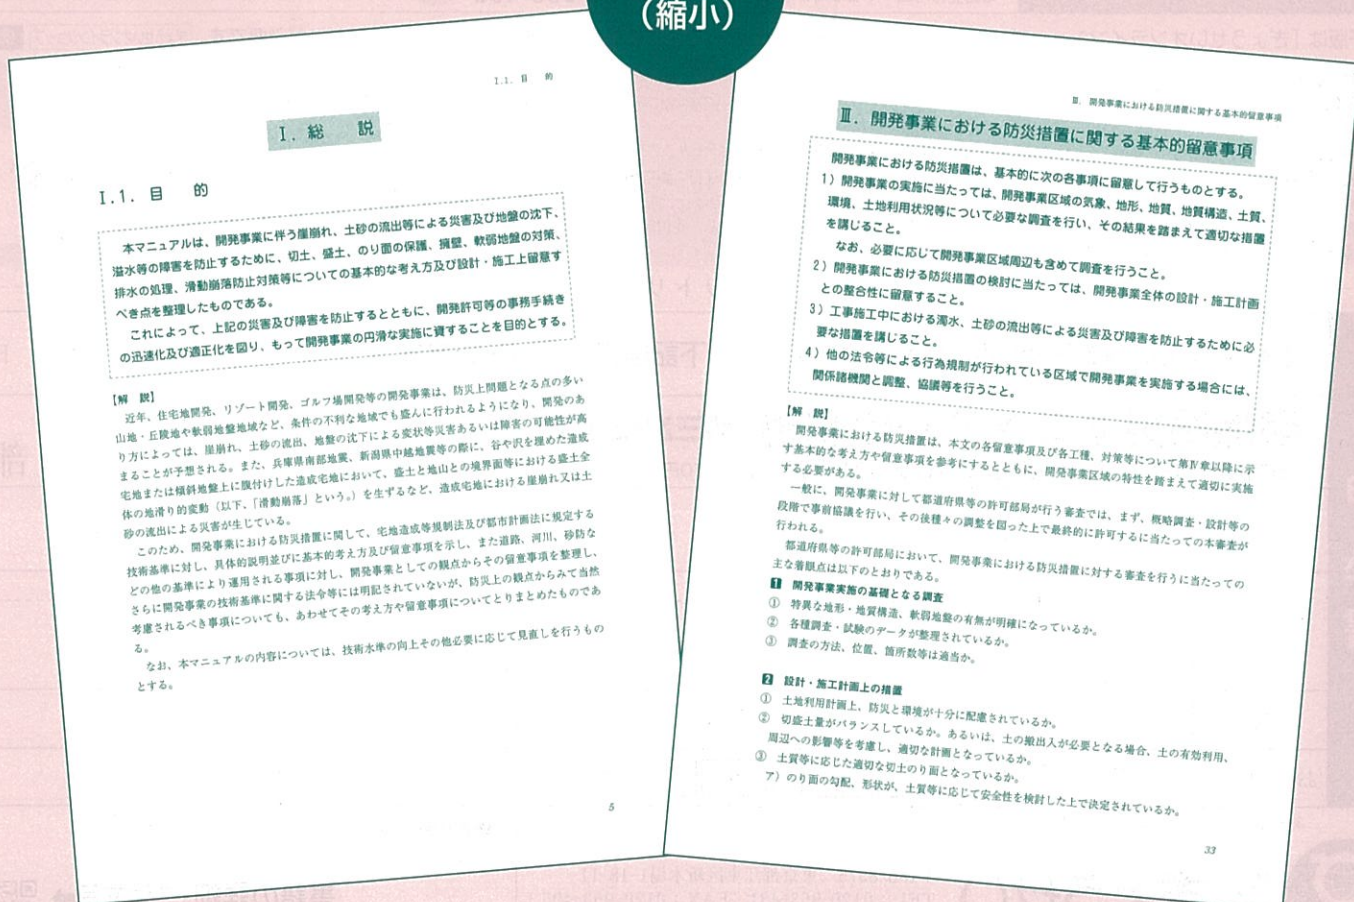 （縮小）
I.1. 目　的
I. 総　説
I.1. 目　的
本マニュアルは、開発事業に伴う崖崩れ、土砂の流出等による災害及び地盤の沈下、
溢水等の障害を防止するために、切土、盛土、のり面の保護、擁壁、軟弱地盤の対策、
排水の処理、滑動崩落防止対策等についての基本的な考え方及び設計・施工上留意す
べき点を整理したものである。
これによって、上記の災害及び障害を防止するとともに、開発許可等の事務手続き
の迅速化及び適正化を図り、もって開発事業の円滑な実施に資することを目的とする。
【解　説】
近年、住宅地開発、リゾート開発、ゴルフ場開発等の開発事業は、防災上問題となる点の多い
山地・丘陵地や軟弱地盤地域など、条件の不利な地域でも盛んに行われるようになり、開発のあ
り方によっては、崖崩れ、土砂の流出、地盤の沈下による変状等災害あるいは障害の可能性が高
まることが予想される。また、兵庫県南部地震、新潟県中越地震等の際に、谷や沢を埋めた造成
宅地または傾斜地盤上に腹付けした造成宅地において、盛土と地山との境界面等における盛土全
体の地滑り的変動（以下、「滑動崩落」という。）を生ずるなど、造成宅地における崖崩れ又は土
砂の流出による災害が生じている。
このため、開発事業における防災措置に関して、宅地造成等規制法及び都市計画法に規定する
技術基準に対し、具体的説明並びに基本的考え方及び留意事項を示し、また道路、河川、砂防な
どの他の基準により運用される事項に対し、開発事業としての観点からその留意事項を整理し、
さらに開発事業の技術基準に関する法令等には明記されていないが、防災上の観点からみて当然
考慮されるべき事項についても、あわせてその考え方や留意事項についてとりまとめたものであ
る。
なお、本マニュアルの内容については、技術水準の向上その他必要に応じて見直しを行うもの
とする。
5
Ⅲ. 開発事業における防災措置に関する基本的留意事項
Ⅲ. 開発事業における防災措置に関する基本的留意事項
開発事業における防災措置は、基本的に次の各事項に留意して行うものとする。
1）開発事業の実施に当たっては、開発事業区域の気象、地形、地質、地質構造、土質、
環境、土地利用状況等について必要な調査を行い、その結果を踏まえて適切な措置
を講じること。
なお、必要に応じて開発事業区域周辺も含めて調査を行うこと。
2）開発事業における防災措置の検討に当たっては、開発事業全体の設計・施工計画
との整合性に留意すること。
3）工事施工中における濁水、土砂の流出等による災害及び障害を防止するために必
要な措置を講じること。
4）他の法令等による行為規制が行われている区域で開発事業を実施する場合には、
関係諸機関と調整、協議等を行うこと。
【解　説】
開発事業における防災措置は、本文の各留意事項及び各工種、対策等について第Ⅳ章以降に示
す基本的な考え方や留意事項を参考にするとともに、開発事業区域の特性を踏まえて適切に実施
する必要がある。
一般に、開発事業に対して都道府県等の許可部局が行う審査では、まず、概略調査・設計等の
段階で事前協議を行い、その後種々の調整を図った上で最終的に許可するに当たっての本審査が
行われる。
都道府県等の許可部局において、開発事業における防災措置に対する審査を行うに当たっての
主な着眼点は以下のとおりである。
1 開発事業実施の基礎となる調査
① 特異な地形・地質構造、軟弱地盤の有無が明確になっているか。
② 各種調査・試験のデータが整理されているか。
③ 調査の方法、位置、箇所数等は適当か。
2 設計・施工計画上の措置
① 土地利用計画上、防災と環境が十分に配慮されているか。
② 切盛土量がバランスしているか。あるいは、土の搬出入が必要となる場合、土の有効利用、
周辺への影響等を考慮し、適切な計画となっているか。
③ 土質等に応じた適切な切土のり面となっているか。
ア）のり面の勾配、形状が、土質等に応じて安全性を検討した上で決定されているか。
33